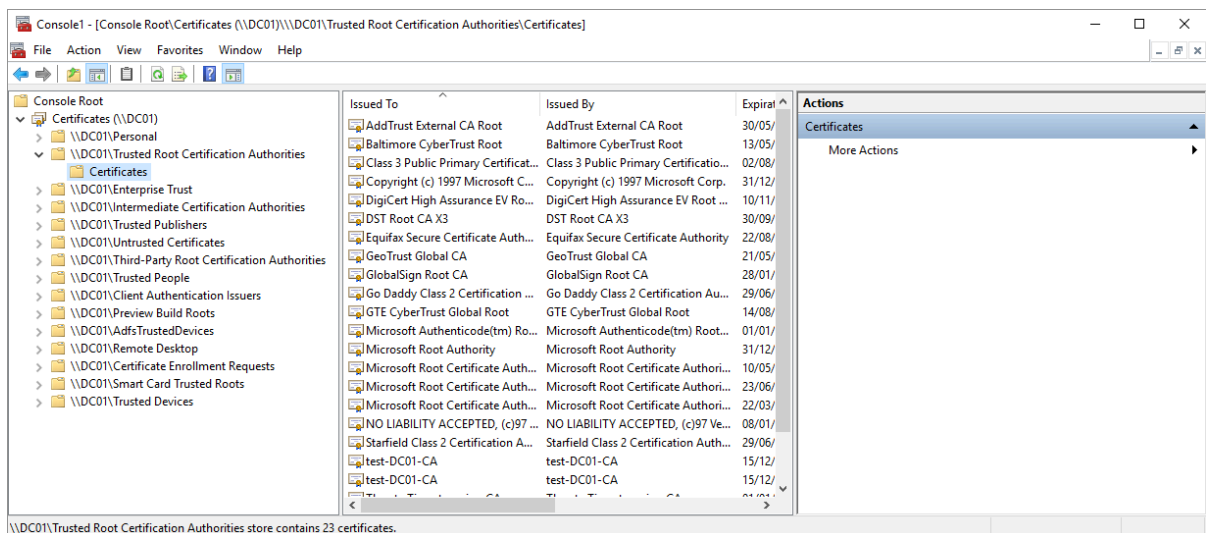 Console1 - [Console Root\Certificates (\\DC01)\\\DC01\Trusted Root Certification Authorities\Certificates]
File Action View Favorites Window Help
Console Root
Certificates (\\DC01)
\\DC01\Personal
\\DC01\Trusted Root Certification Authorities
Certificates
\\DC01\Enterprise Trust
\\DC01\Intermediate Certification Authorities
\\DC01\Trusted Publishers
\\DC01\Untrusted Certificates
\\DC01\Third-Party Root Certification Authorities
\\DC01\Trusted People
\\DC01\Client Authentication Issuers
\\DC01\Preview Build Roots
\\DC01\AdfsTrustedDevices
\\DC01\Remote Desktop
\\DC01\Certificate Enrollment Requests
\\DC01\Smart Card Trusted Roots
\\DC01\Trusted Devices
Issued To Issued By Expirat
AddTrust External CA Root AddTrust External CA Root 30/05/
Baltimore CyberTrust Root Baltimore CyberTrust Root 13/05/
Class 3 Public Primary Certificat... Class 3 Public Primary Certificatio... 02/08/
Copyright (c) 1997 Microsoft C... Copyright (c) 1997 Microsoft Corp. 31/12/
DigiCert High Assurance EV Ro... DigiCert High Assurance EV Root ... 10/11/
DST Root CA X3 DST Root CA X3 30/09/
Equifax Secure Certificate Auth... Equifax Secure Certificate Authority 22/08/
GeoTrust Global CA GeoTrust Global CA 21/05/
GlobalSign Root CA GlobalSign Root CA 28/01/
Go Daddy Class 2 Certification ... Go Daddy Class 2 Certification Au... 29/06/
GTE CyberTrust Global Root GTE CyberTrust Global Root 14/08/
Microsoft Authenticode(tm) Ro... Microsoft Authenticode(tm) Root... 01/01/
Microsoft Root Authority Microsoft Root Authority 31/12/
Microsoft Root Certificate Auth... Microsoft Root Certificate Authori... 10/05/
Microsoft Root Certificate Auth... Microsoft Root Certificate Authori... 23/06/
Microsoft Root Certificate Auth... Microsoft Root Certificate Authori... 22/03/
NO LIABILITY ACCEPTED, (c)97 ... NO LIABILITY ACCEPTED, (c)97 Ve... 08/01/
Starfield Class 2 Certification A... Starfield Class 2 Certification Auth... 29/06/
test-DC01-CA test-DC01-CA 15/12/
test-DC01-CA test-DC01-CA 15/12/
Actions
Certificates
More Actions
\\DC01\Trusted Root Certification Authorities store contains 23 certificates.